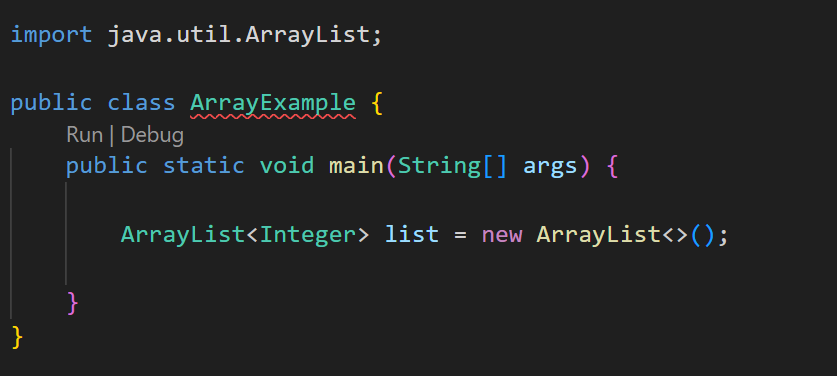 import java.util.ArrayList;
public class ArrayExample {
Run | Debug
public static void main(String[] args) {
ArrayList<Integer> list = new ArrayList<>();
}
}